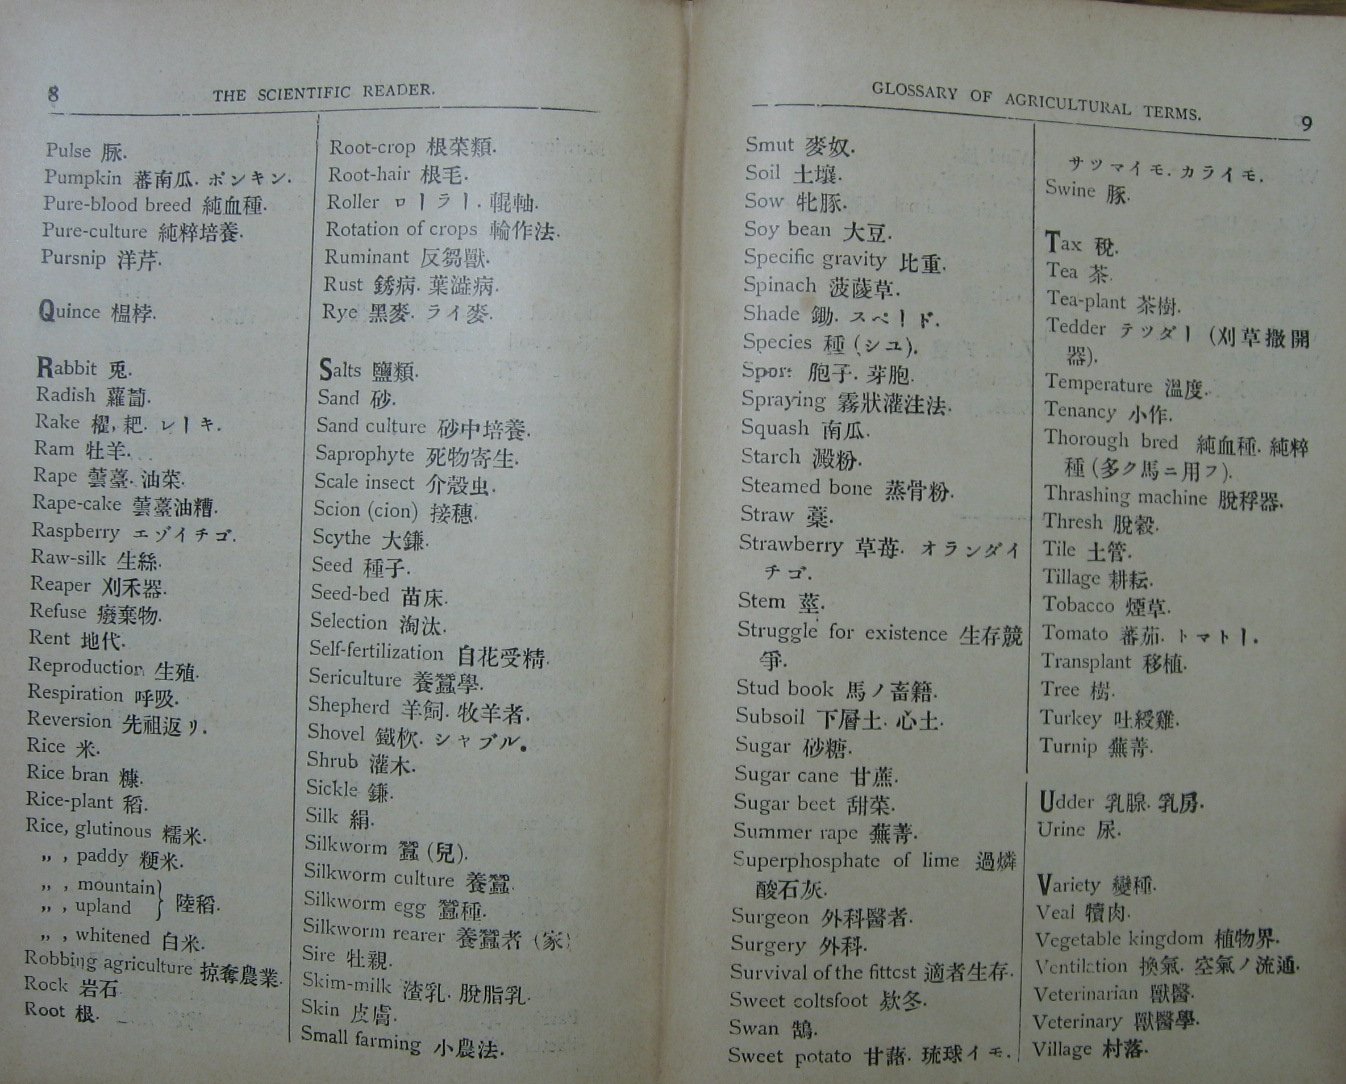 8
THE SCIENTIFIC READER.
Pulse 脉.
Pumpkin 蕃南瓜. ポンキン.
Pure-blood breed 純血種.
Pure-culture 純粹培養.
Pursnip 洋芹.
Quince 榲桲.
Rabbit 兎.
Radish 蘿蔔.
Rake 櫂, 耙. レーキ.
Ram 牡羊.
Rape 蕓薹. 油菜.
Rape-cake 蕓薹油糟.
Raspberry エゾイチゴ.
Raw-silk 生絲.
Reaper 刈禾器.
Refuse 癈棄物.
Rent 地代.
Reproduction 生殖.
Respiration 呼吸.
Reversion 先祖返リ.
Rice 米.
Rice bran 糠.
Rice-plant 稻.
Rice, glutinous 糯米.
„ , paddy 粳米.
„ , mountain
„ , upland } 陸稻.
„ , whitened 白米.
Robbing agriculture 掠奪農業.
Rock 岩石
Root 根.
Root-crop 根菜類.
Root-hair 根毛.
Roller ローラー. 輥軸.
Rotation of crops 輪作法.
Ruminant 反芻獸.
Rust 銹病. 葉澁病.
Rye 黑麥. ライ麥.
Salts 鹽類.
Sand 砂.
Sand culture 砂中培養.
Saprophyte 死物寄生.
Scale insect 介殼虫.
Scion (cion) 接穗.
Scythe 大鎌.
Seed 種子.
Seed-bed 苗床.
Selection 淘汰.
Self-fertilization 自花受精.
Sericulture 養蠶學.
Shepherd 羊飼. 牧羊者.
Shovel 鐵杴. シャブル.
Shrub 灌木.
Sickle 鎌.
Silk 絹.
Silkworm 蠶 (兒).
Silkworm culture 養蠶.
Silkworm egg 蠶種.
Silkworm rearer 養蠶者 (家)
Sire 牡親.
Skim-milk 渣乳. 脫脂乳.
Skin 皮膚.
Small farming 小農法.
GLOSSARY OF AGRICULTURAL TERMS.
9
Smut 麥奴.
Soil 土壤.
Sow 牝豚.
Soy bean 大豆.
Specific gravity 比重.
Spinach 菠薐草.
Shade 鋤. スペード.
Species 種 (シユ).
Spore 胞子. 芽胞.
Spraying 霧狀灌注法.
Squash 南瓜.
Starch 澱粉.
Steamed bone 蒸骨粉.
Straw 藁.
Strawberry 草苺. オランダイ
チゴ.
Stem 莖.
Struggle for existence 生存競
爭.
Stud book 馬ノ畜籍.
Subsoil 下層土. 心土.
Sugar 砂糖.
Sugar cane 甘蔗.
Sugar beet 甜菜.
Summer rape 蕪菁.
Superphosphate of lime 過燐
酸石灰.
Surgeon 外科醫者.
Surgery 外科.
Survival of the fittest 適者生存.
Sweet coltsfoot 欵冬.
Swan 鵠.
Sweet potato 甘藷. 琉球イモ.
サツマイモ. カライモ.
Swine 豚.
Tax 稅.
Tea 茶.
Tea-plant 茶樹.
Tedder テツダー (刈草撒開
器).
Temperature 溫度.
Tenancy 小作.
Thorough bred 純血種. 純粹
種 (多ク馬ニ用フ).
Thrashing machine 脫稃器.
Thresh 脫穀.
Tile 土管.
Tillage 耕耘.
Tobacco 煙草.
Tomato 蕃茄. トマトー.
Transplant 移植.
Tree 樹.
Turkey 吐綬雞.
Turnip 蕪菁.
Udder 乳腺. 乳房.
Urine 尿.
Variety 變種.
Veal 犢肉.
Vegetable kingdom 植物界.
Ventilation 換氣. 空氣ノ流通.
Veterinarian 獸醫.
Veterinary 獸醫學.
Village 村落.